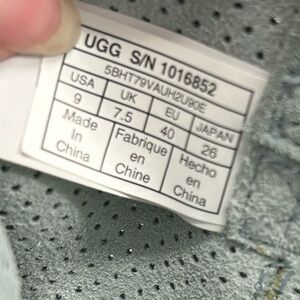 UGG S/N 1016852
5BHT79VAUH2U90E
USA UK EU JAPAN
9 7.5 40 26
Made Fabrique Hecho
In en en
China Chine China